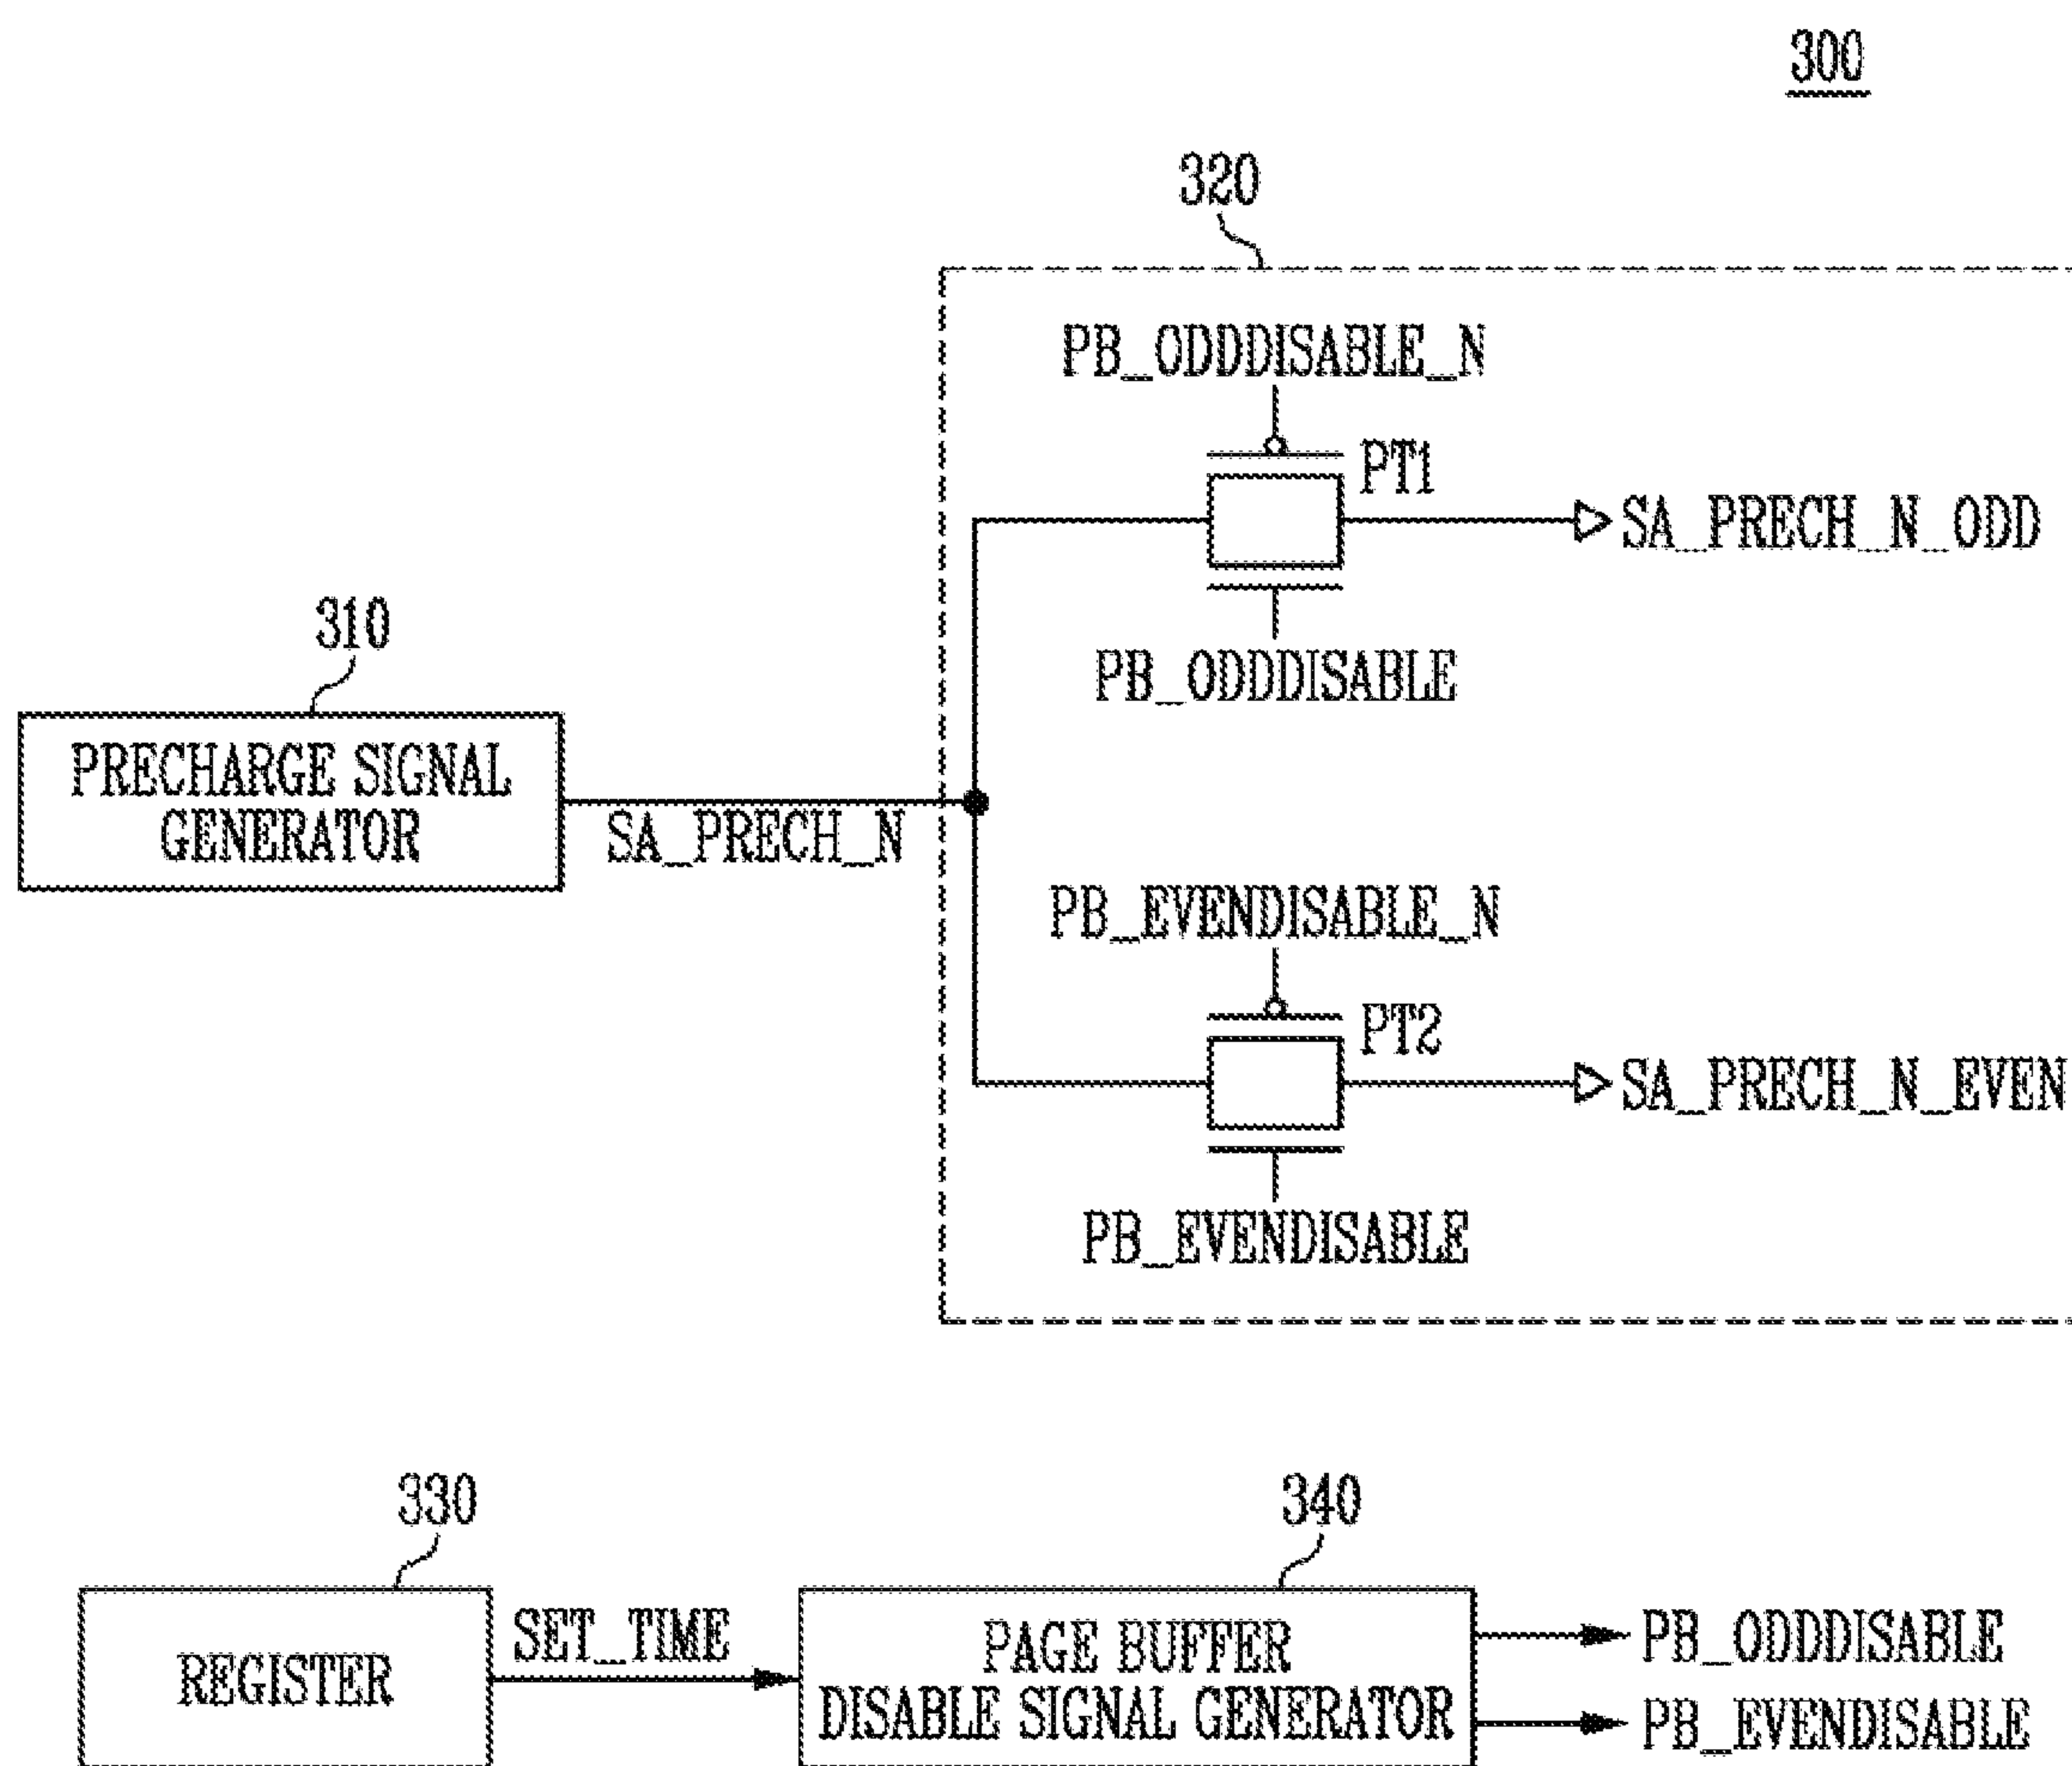 300
320
PB_ODDDISABLE_N
PT1
SA_PRECH_N_ODD
PB_ODDDISABLE
310
PRECHARGE SIGNAL
GENERATOR
SA_PRECH_N
PB_EVENDISABLE_N
PT2
SA_PRECH_N_EVEN
PB_EVENDISABLE
330
340
REGISTER
SET_TIME
PAGE BUFFER
DISABLE SIGNAL GENERATOR
PB_ODDDISABLE
PB_EVENDISABLE